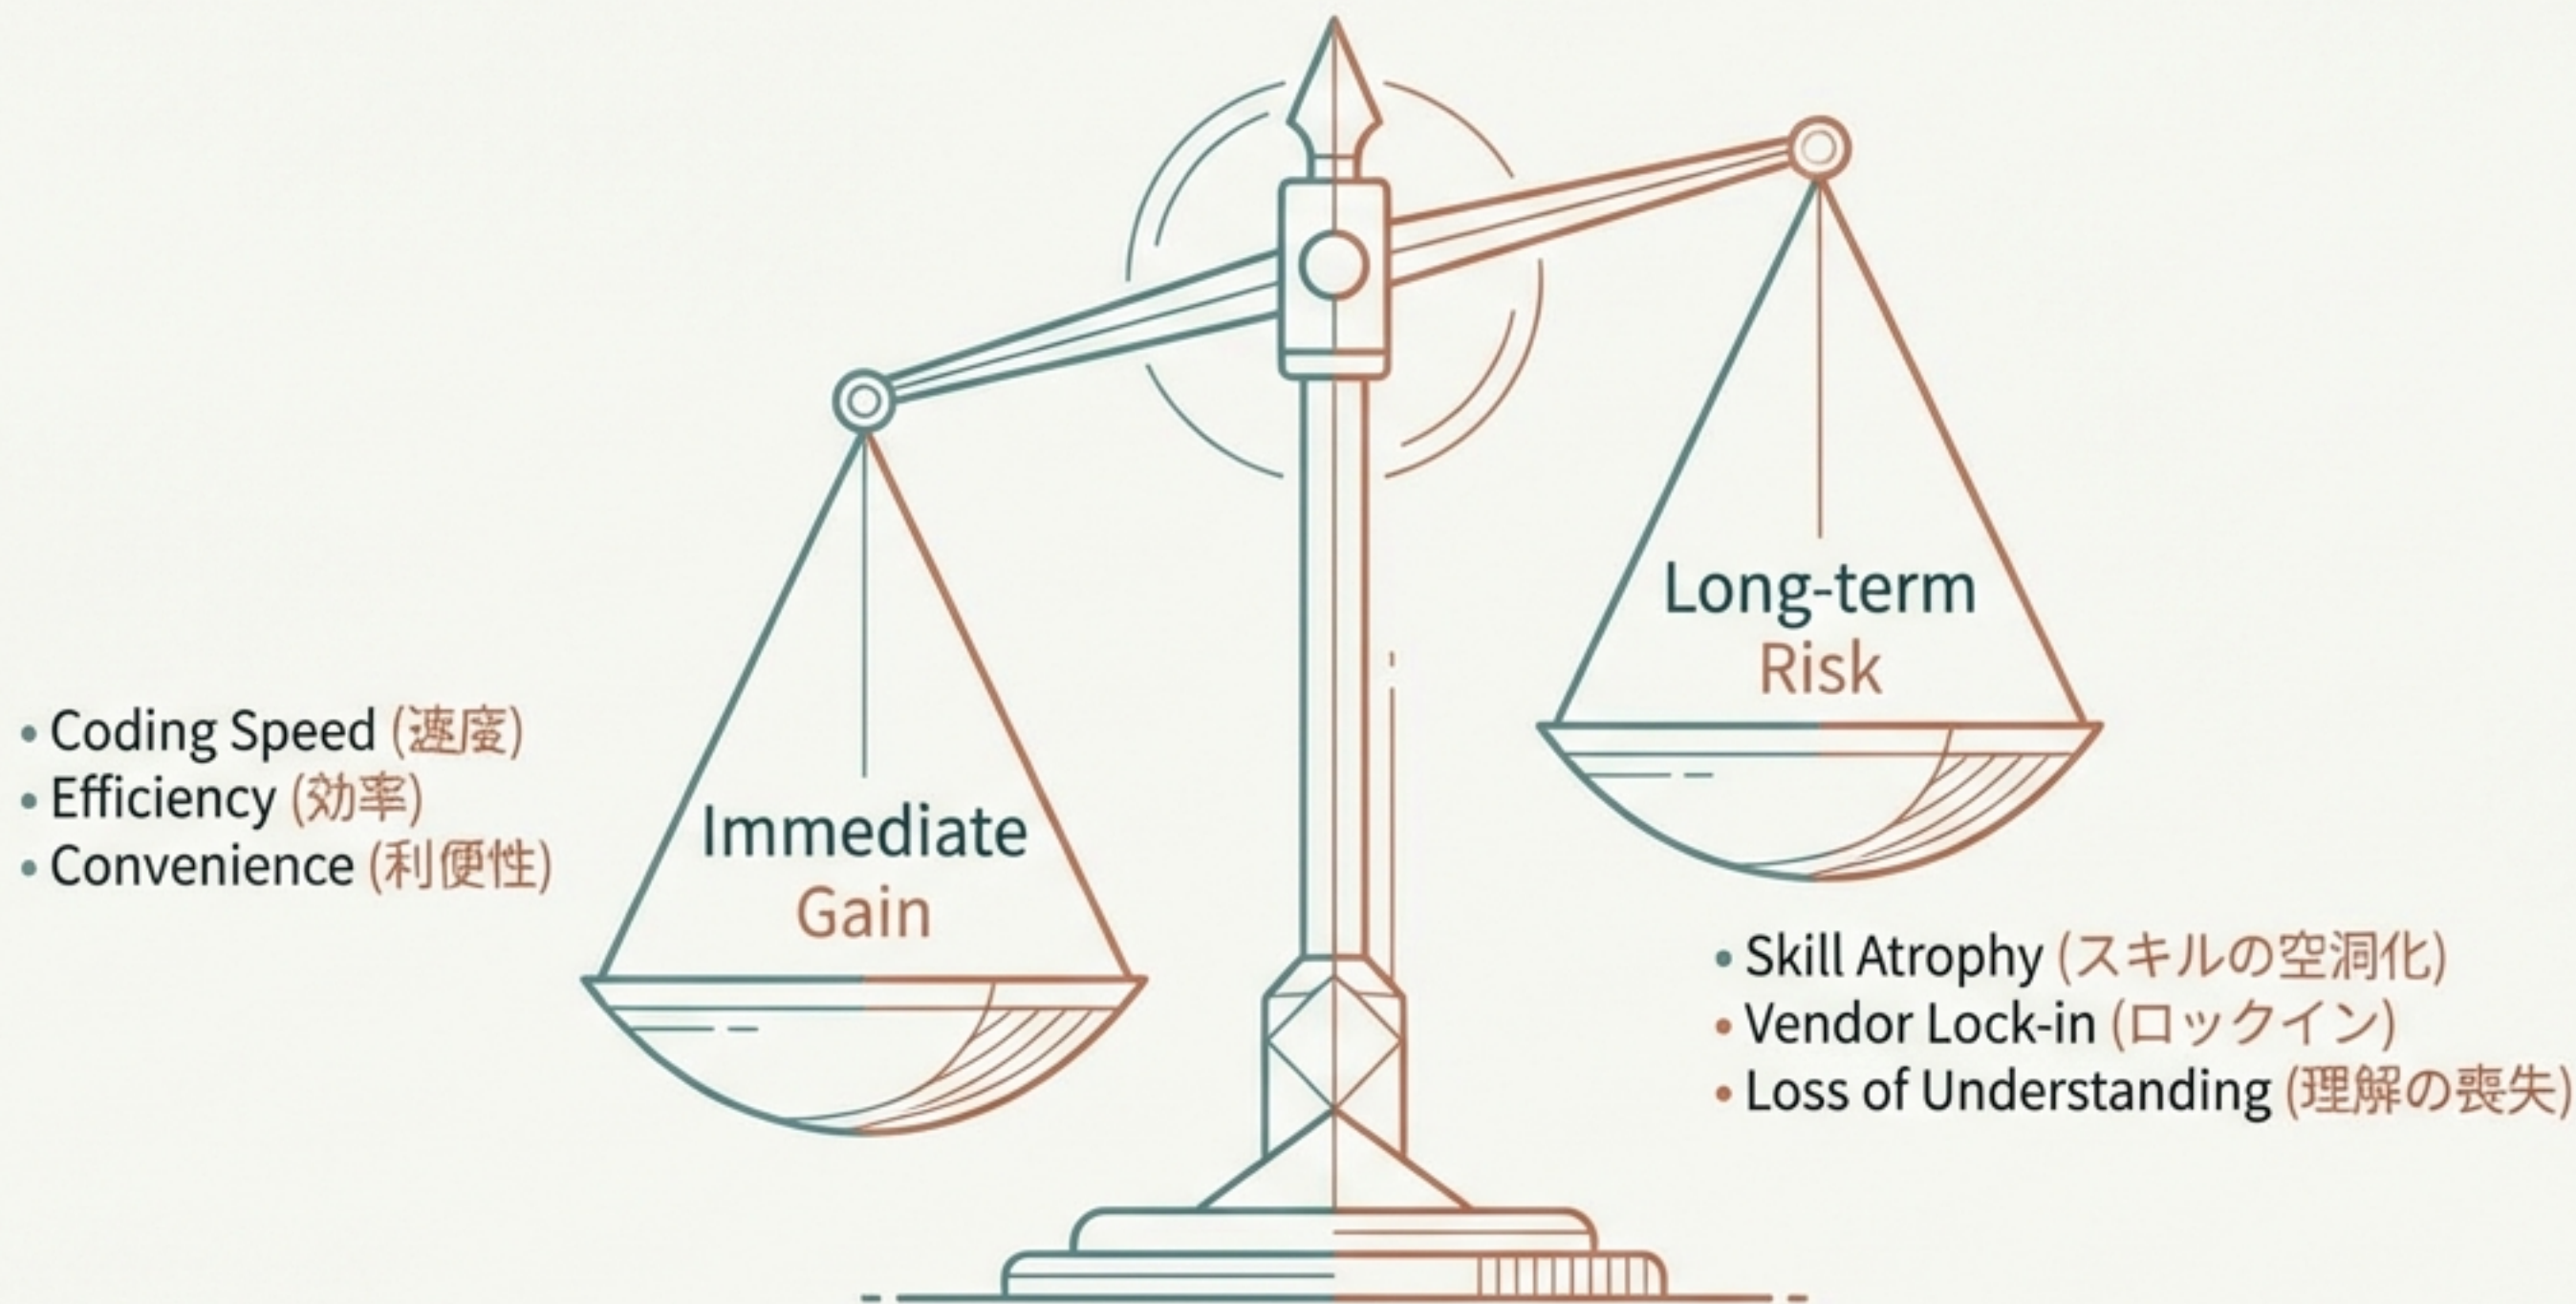 Immediate
Gain
• Coding Speed (速度)
• Efficiency (効率)
• Convenience (利便性)
Long-term
Risk
• Skill Atrophy (スキルの空洞化)
• Vendor Lock-in (ロックイン)
• Loss of Understanding (理解の喪失)